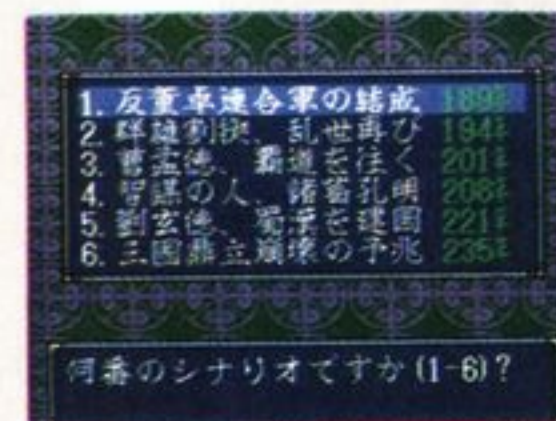 1. 反董卓連合軍の結成 189年
2. 群雄割拠、乱世再び 194年
3. 曹孟徳、覇道を往く 201年
4. 智謀の人、諸葛孔明 208年
5. 劉玄徳、蜀漢を建国 221年
6. 三国鼎立崩壊の予兆 235年
何番のシナリオですか(1-6)?